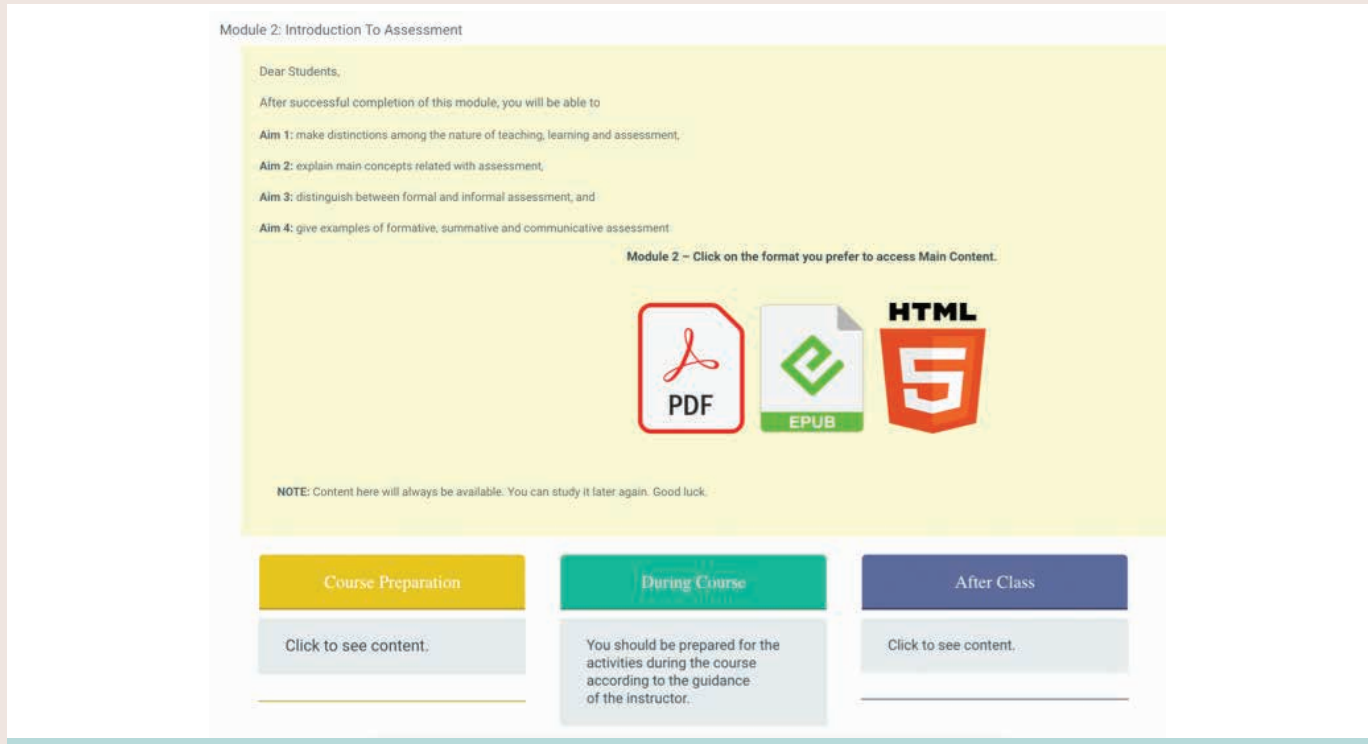 Module 2: Introduction To Assessment
Dear Students,
After successful completion of this module, you will be able to
Aim 1: make distinctions among the nature of teaching, learning and assessment,
Aim 2: explain main concepts related with assessment,
Aim 3: distinguish between formal and informal assessment, and
Aim 4: give examples of formative, summative and communicative assessment
Module 2 – Click on the format you prefer to access Main Content.
PDF
EPUB
HTML
5
NOTE: Content here will always be available. You can study it later again. Good luck.
Course Preparation
Click to see content.
During Course
You should be prepared for the
activities during the course
according to the guidance
of the instructor.
After Class
Click to see content.